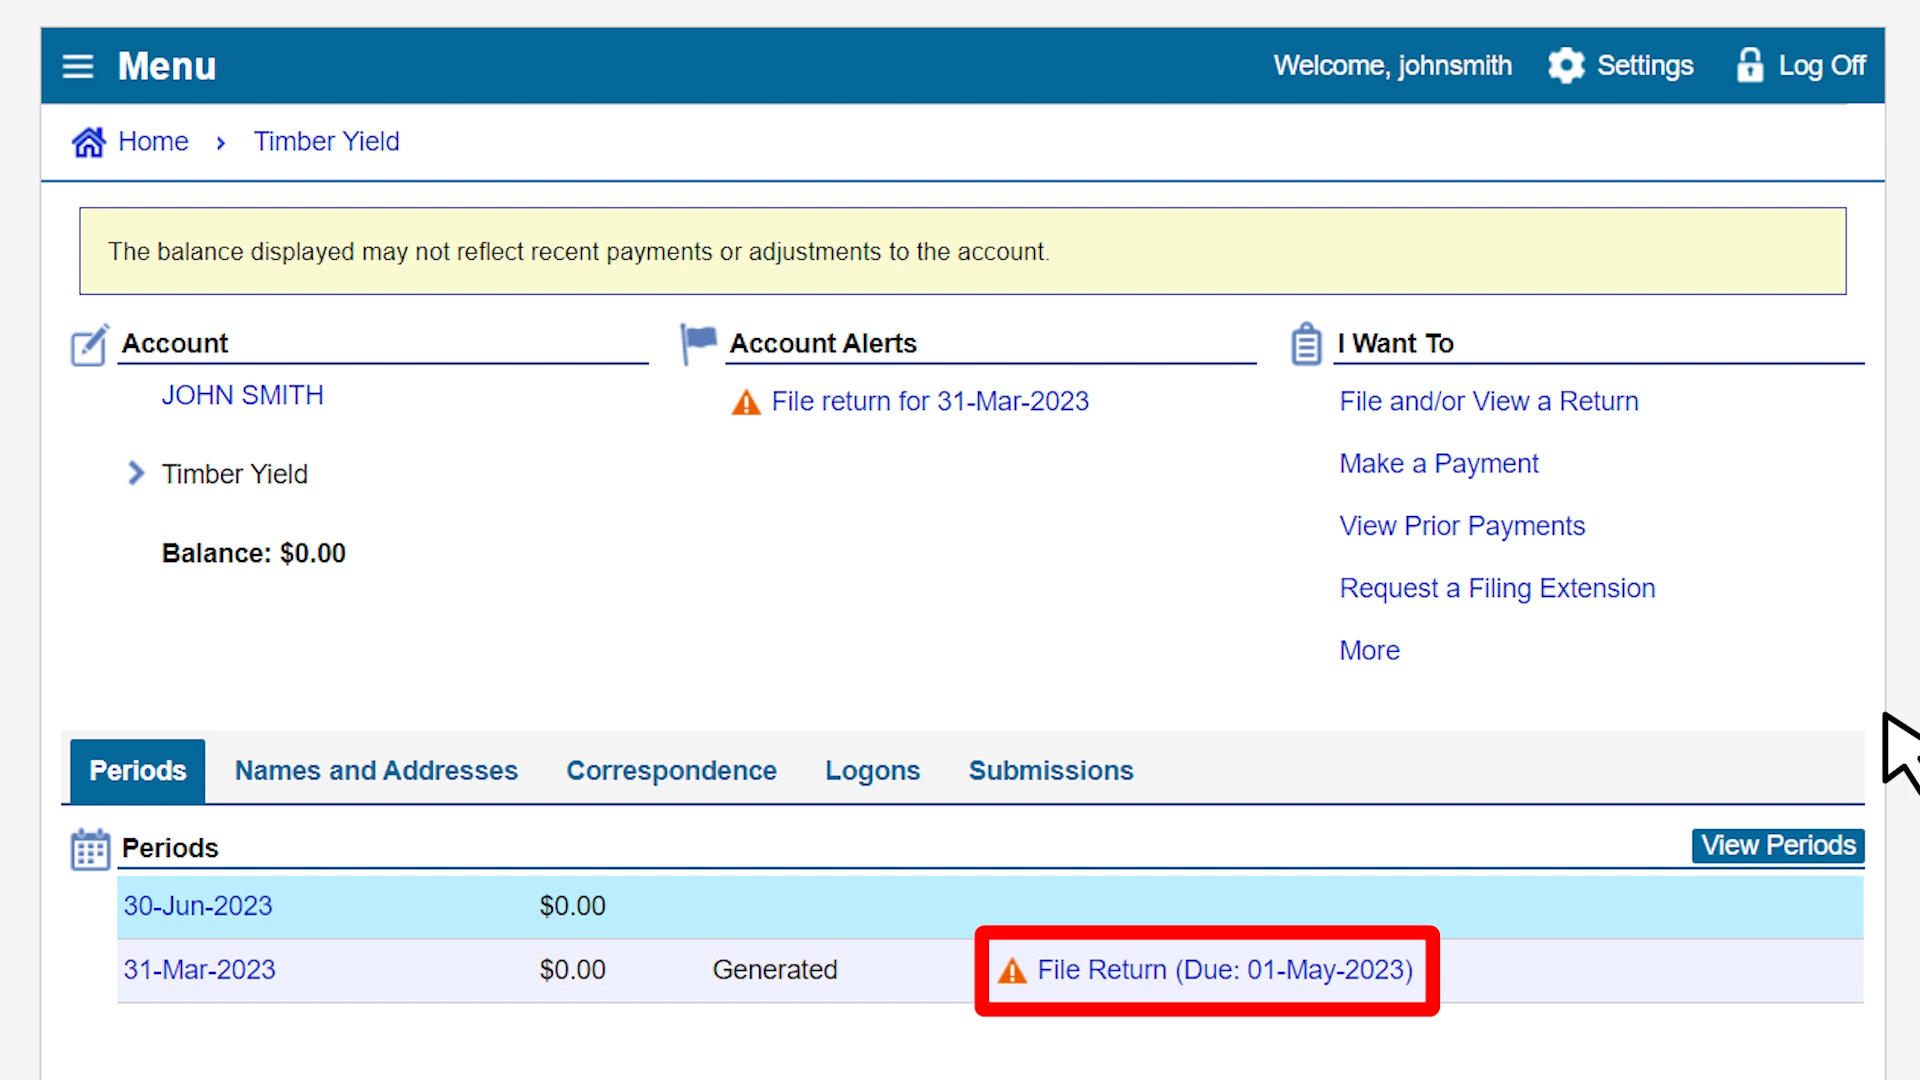 Menu
Welcome, johnsmith
Settings
Log Off
Home
Timber Yield
The balance displayed may not reflect recent payments or adjustments to the account.
Account
JOHN SMITH
Timber Yield
Balance: $0.00
Account Alerts
File return for 31-Mar-2023
I Want To
File and/or View a Return
Make a Payment
View Prior Payments
Request a Filing Extension
More
Periods
Names and Addresses
Correspondence
Logons
Submissions
Periods
View Periods
30-Jun-2023 $0.00
31-Mar-2023 $0.00 Generated File Return (Due: 01-May-2023)